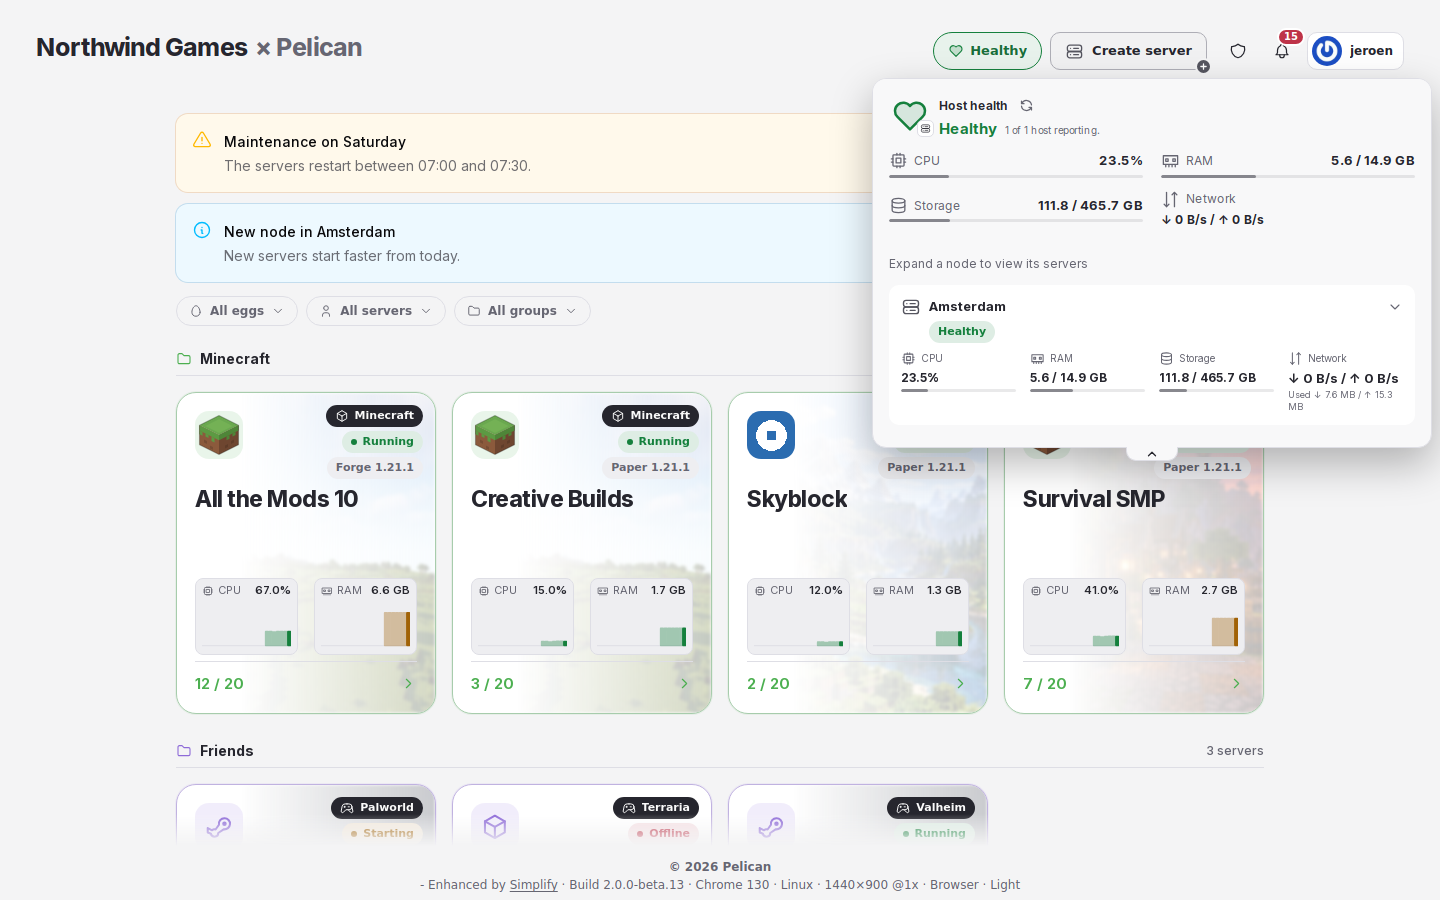 Northwind Games × Pelican
Healthy
Create server
15
jeroen
Host health
Healthy 1 of 1 host reporting.
CPU 23.5%
RAM 5.6 / 14.9 GB
Storage 111.8 / 465.7 GB
Network
↓ 0 B/s / ↑ 0 B/s
Expand a node to view its servers
Amsterdam
Healthy
CPU
23.5%
RAM
5.6 / 14.9 GB
Storage
111.8 / 465.7 GB
Network
↓ 0 B/s / ↑ 0 B/s
Used ↓ 7.6 MB / ↑ 15.3
MB
Maintenance on Saturday
The servers restart between 07:00 and 07:30.
New node in Amsterdam
New servers start faster from today.
All eggs
All servers
All groups
Minecraft
Minecraft
Running
Forge 1.21.1
All the Mods 10
CPU 67.0%
RAM 6.6 GB
12 / 20
Minecraft
Running
Paper 1.21.1
Creative Builds
CPU 15.0%
RAM 1.7 GB
3 / 20
Paper 1.21.1
Skyblock
CPU 12.0%
RAM 1.3 GB
2 / 20
Paper 1.21.1
Survival SMP
CPU 41.0%
RAM 2.7 GB
7 / 20
Friends
3 servers
Palworld
Starting
Terraria
Offline
Valheim
Running
© 2026 Pelican
- Enhanced by Simplify · Build 2.0.0-beta.13 · Chrome 130 · Linux · 1440×900 @1x · Browser · Light